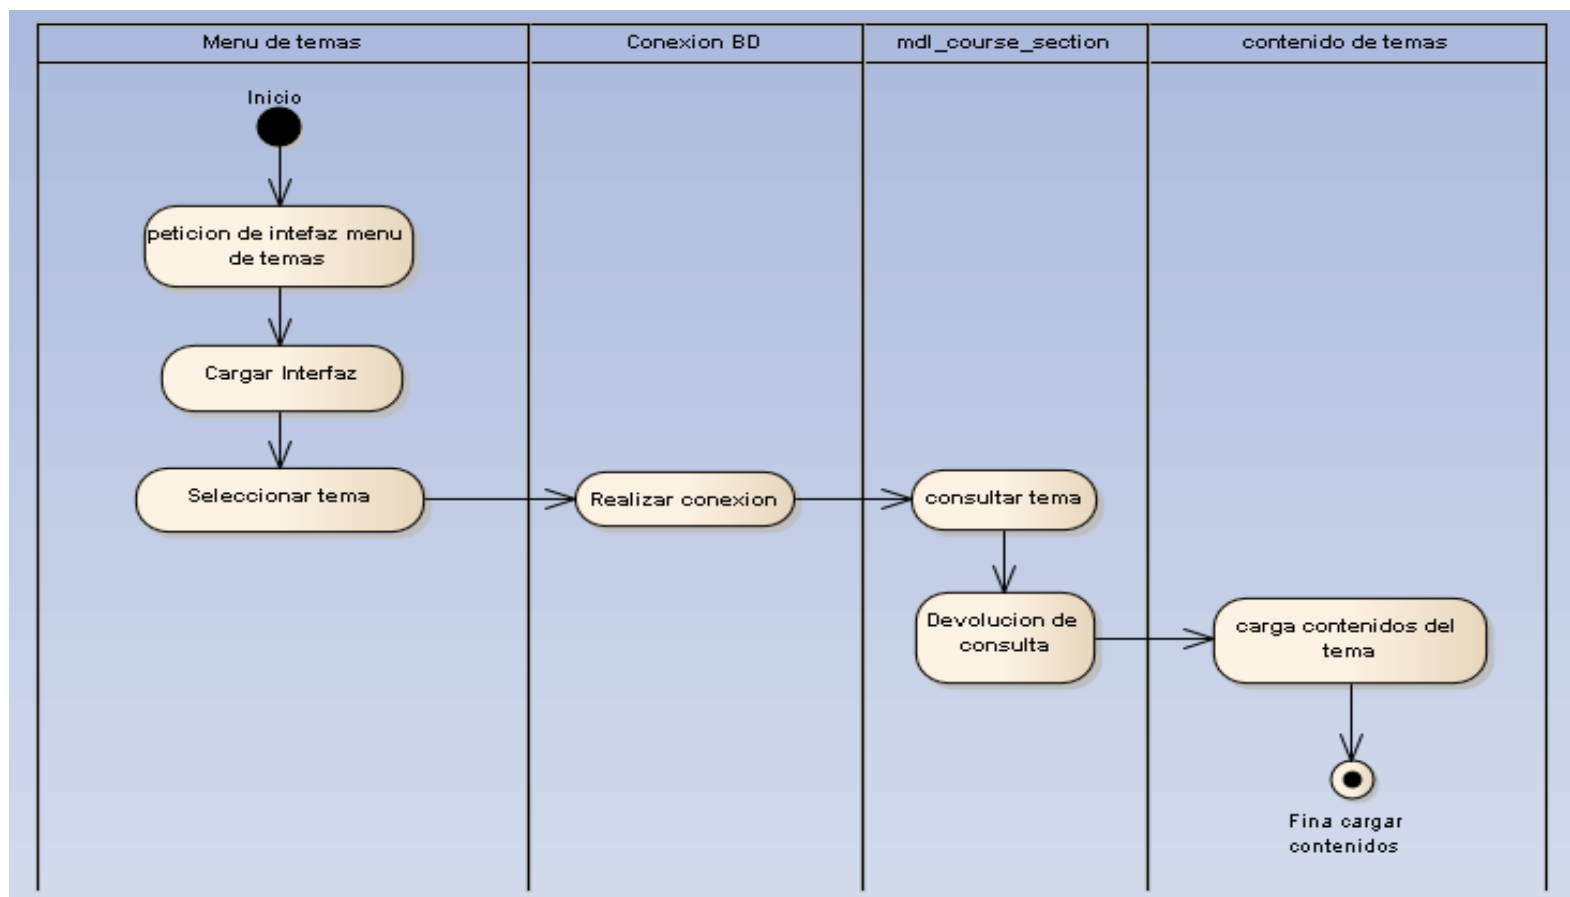 Menu de temas
Conexion BD
mdl_course_section
contenido de temas
Inicio
peticion de intefaz menu
de temas
Cargar Interfaz
Seleccionar tema
Realizar conexion
consultar tema
Devolucion de
consulta
carga contenidos del
tema
Fina cargar
contenidos